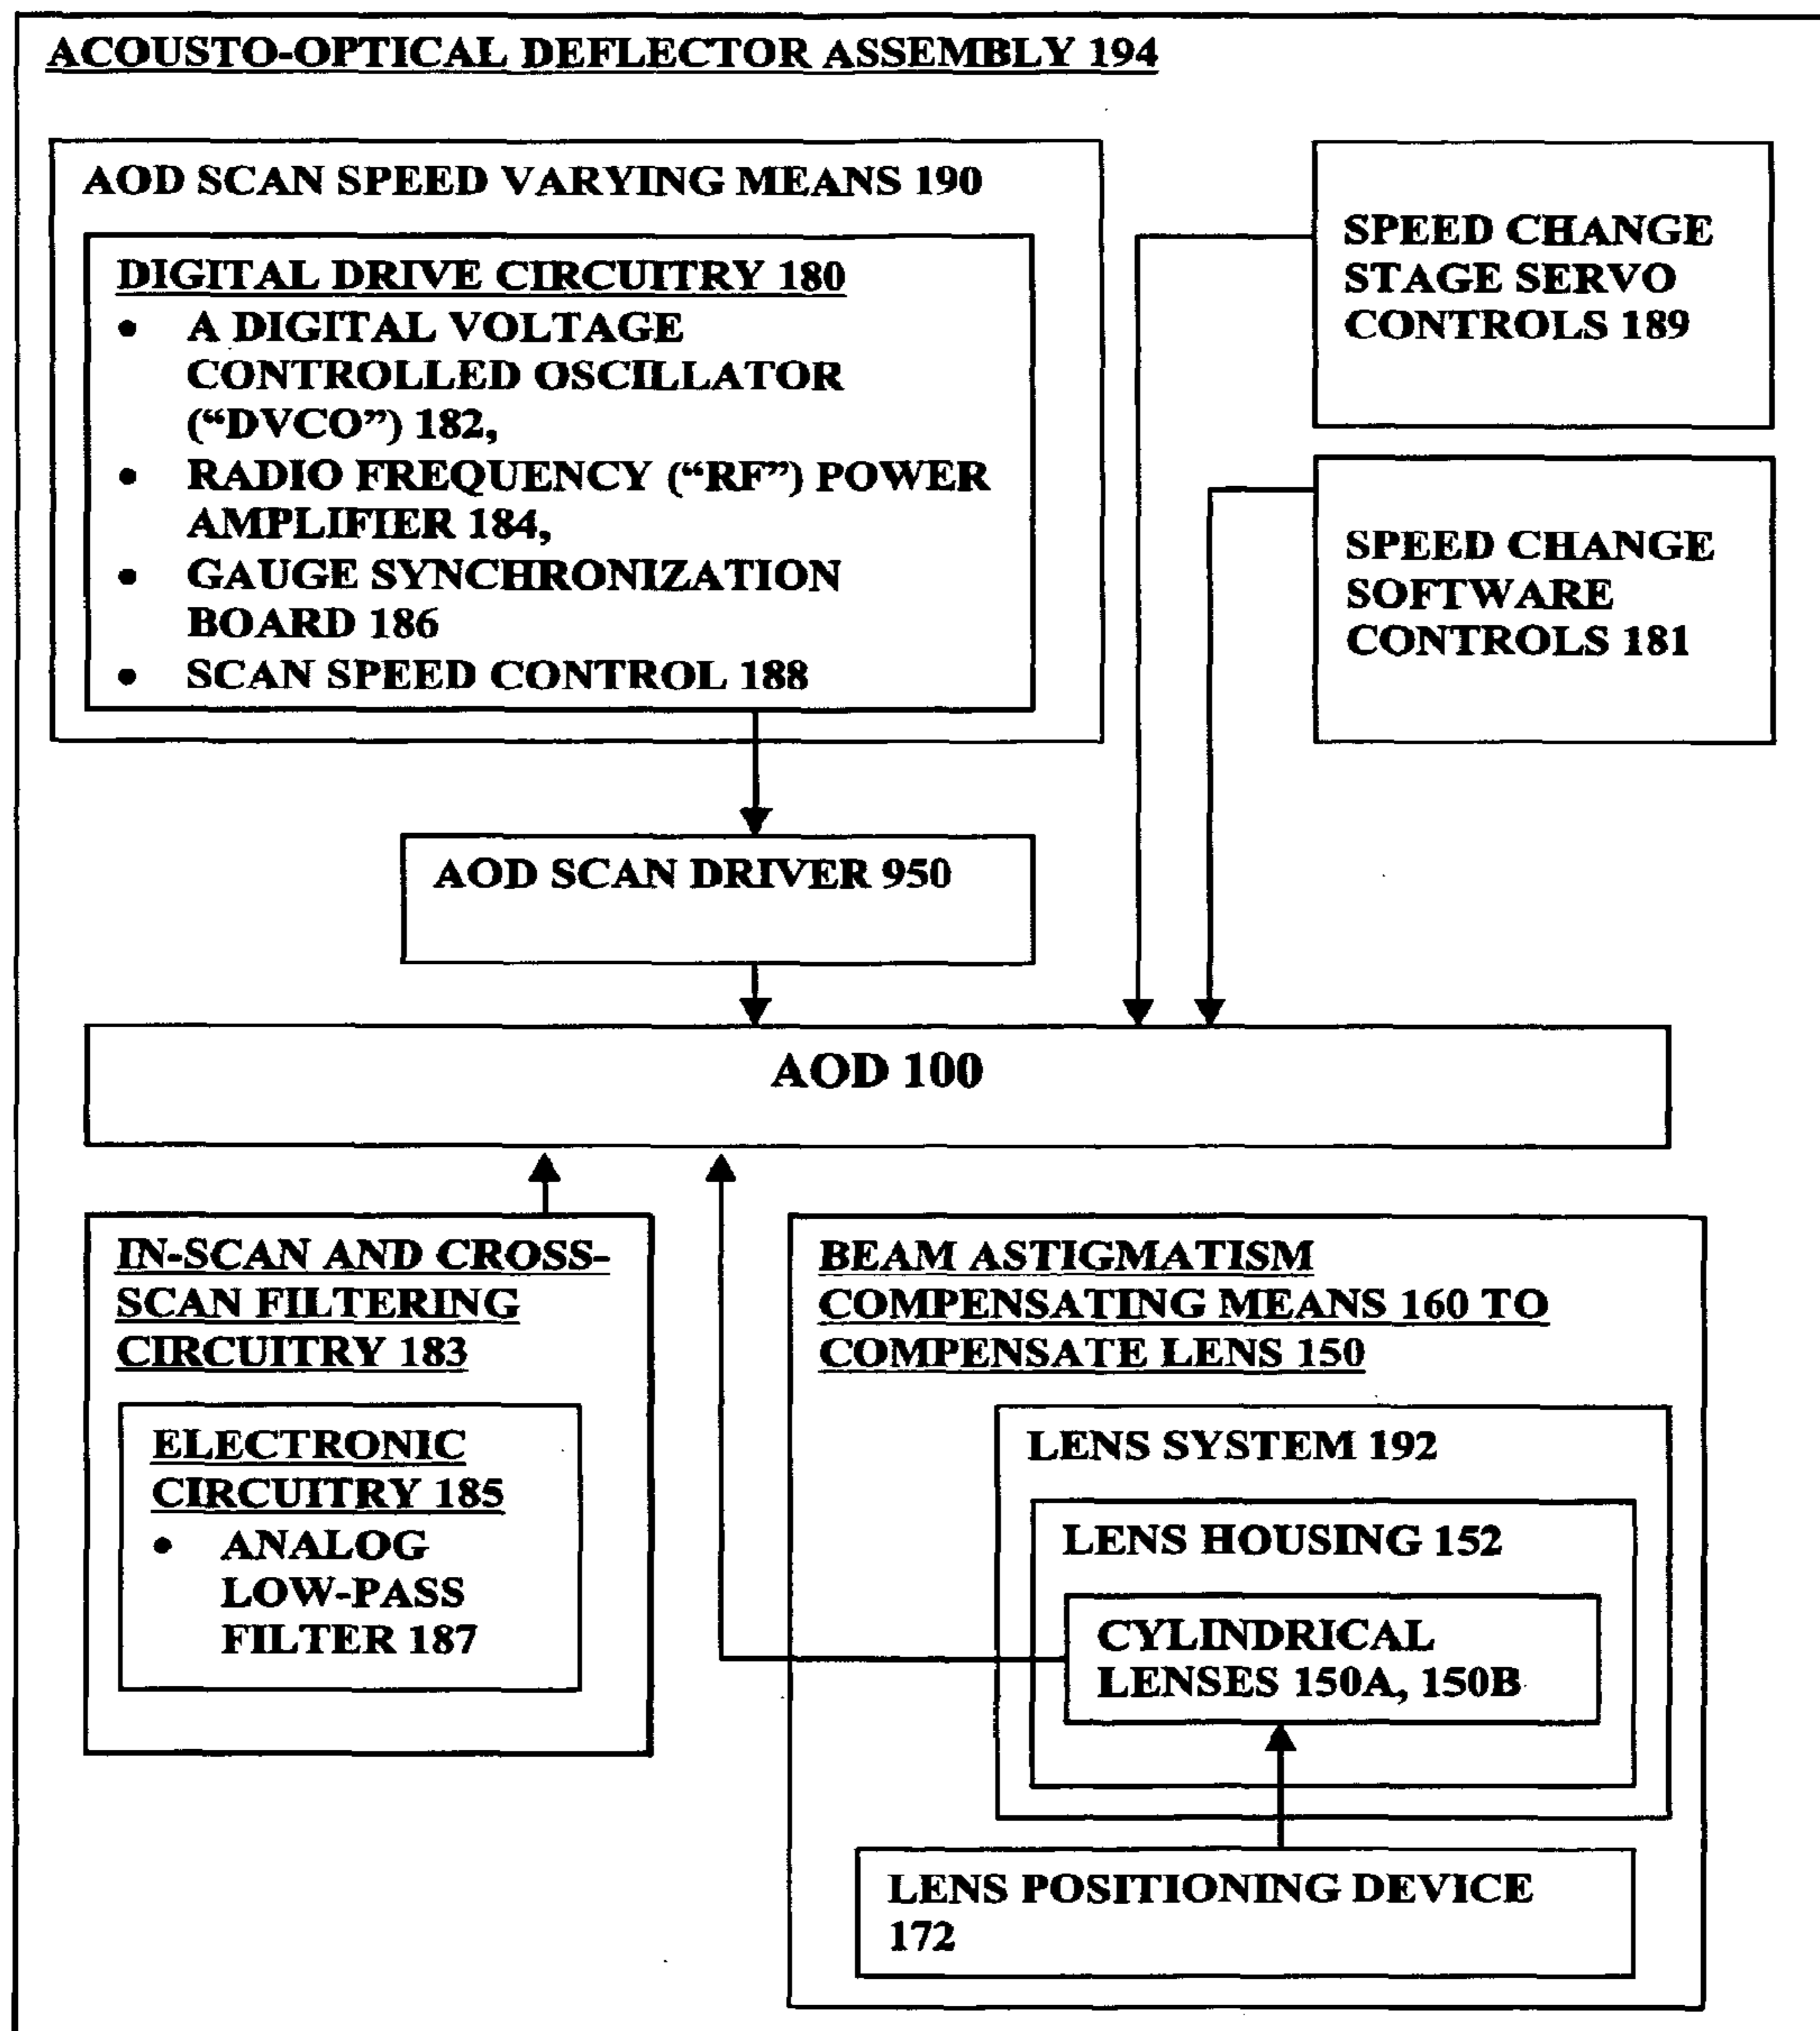 ACOUSTO-OPTICAL DEFLECTOR ASSEMBLY 194
AOD SCAN SPEED VARYING MEANS 190
DIGITAL DRIVE CIRCUITRY 180
• A DIGITAL VOLTAGE
CONTROLLED OSCILLATOR
(“DVCO”) 182,
• RADIO FREQUENCY (“RF”) POWER
AMPLIFIER 184,
• GAUGE SYNCHRONIZATION
BOARD 186
• SCAN SPEED CONTROL 188
SPEED CHANGE
STAGE SERVO
CONTROLS 189
SPEED CHANGE
SOFTWARE
CONTROLS 181
AOD SCAN DRIVER 950
AOD 100
IN-SCAN AND CROSS-
SCAN FILTERING
CIRCUITRY 183
ELECTRONIC
CIRCUITRY 185
• ANALOG
LOW-PASS
FILTER 187
BEAM ASTIGMATISM
COMPENSATING MEANS 160 TO
COMPENSATE LENS 150
LENS SYSTEM 192
LENS HOUSING 152
CYLINDRICAL
LENSES 150A, 150B
LENS POSITIONING DEVICE
172